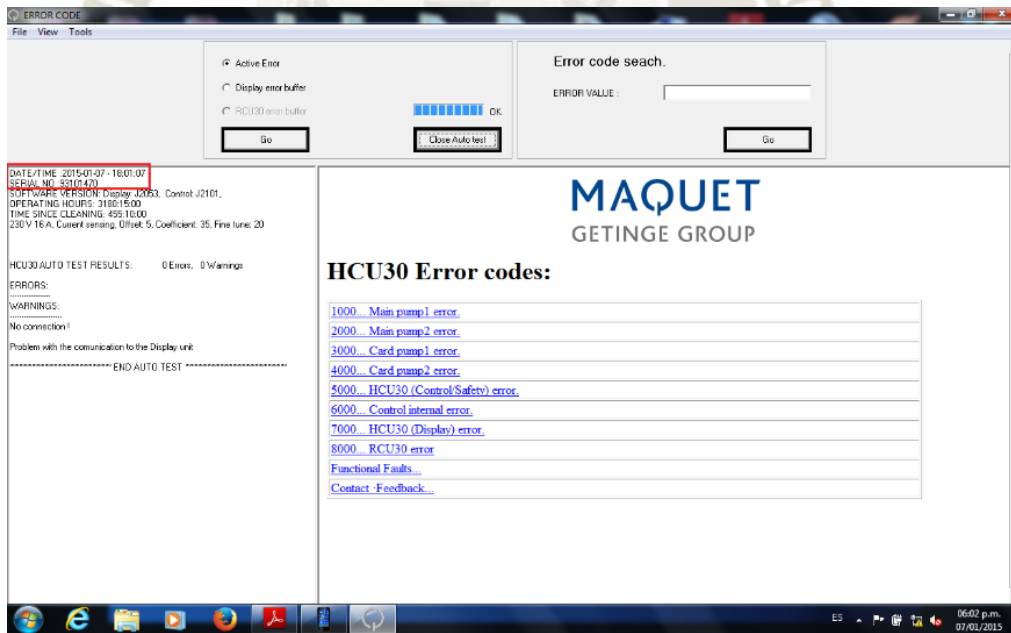 ERROR CODE
File View Tools
Active Error
Display error buffer
RCU30 error buffer
Go
OK
Close Auto test
Error code seach.
ERROR VALUE :
Go
DATE/TIME :2015-01-07 - 18:01:07
SERIAL NO :93101470
SOFTWARE VERSION: Display: J2053, Control: J2101,
OPERATING HOURS: 3180:15:00
TIME SINCE CLEANING: 455:10:00
230 V 16 A, Current sensing, Offset: 5, Coefficient: 35, Fine tune: 20
HCU30 AUTO TEST RESULTS: 0 Errors, 0 Warnings
ERRORS:
WARNINGS:
No connection !
Problem with the comunication to the Display unit
END AUTO TEST
MAQUET
GETINGE GROUP
HCU30 Error codes:
1000... Main pump1 error.
2000... Main pump2 error.
3000... Card pump1 error.
4000... Card pump2 error.
5000... HCU30 (Control/Safety) error.
6000... Control internal error.
7000... HCU30 (Display) error.
8000... RCU30 error
Functional Faults...
Contact -Feedback...
ES
06:02 p.m.
07/01/2015